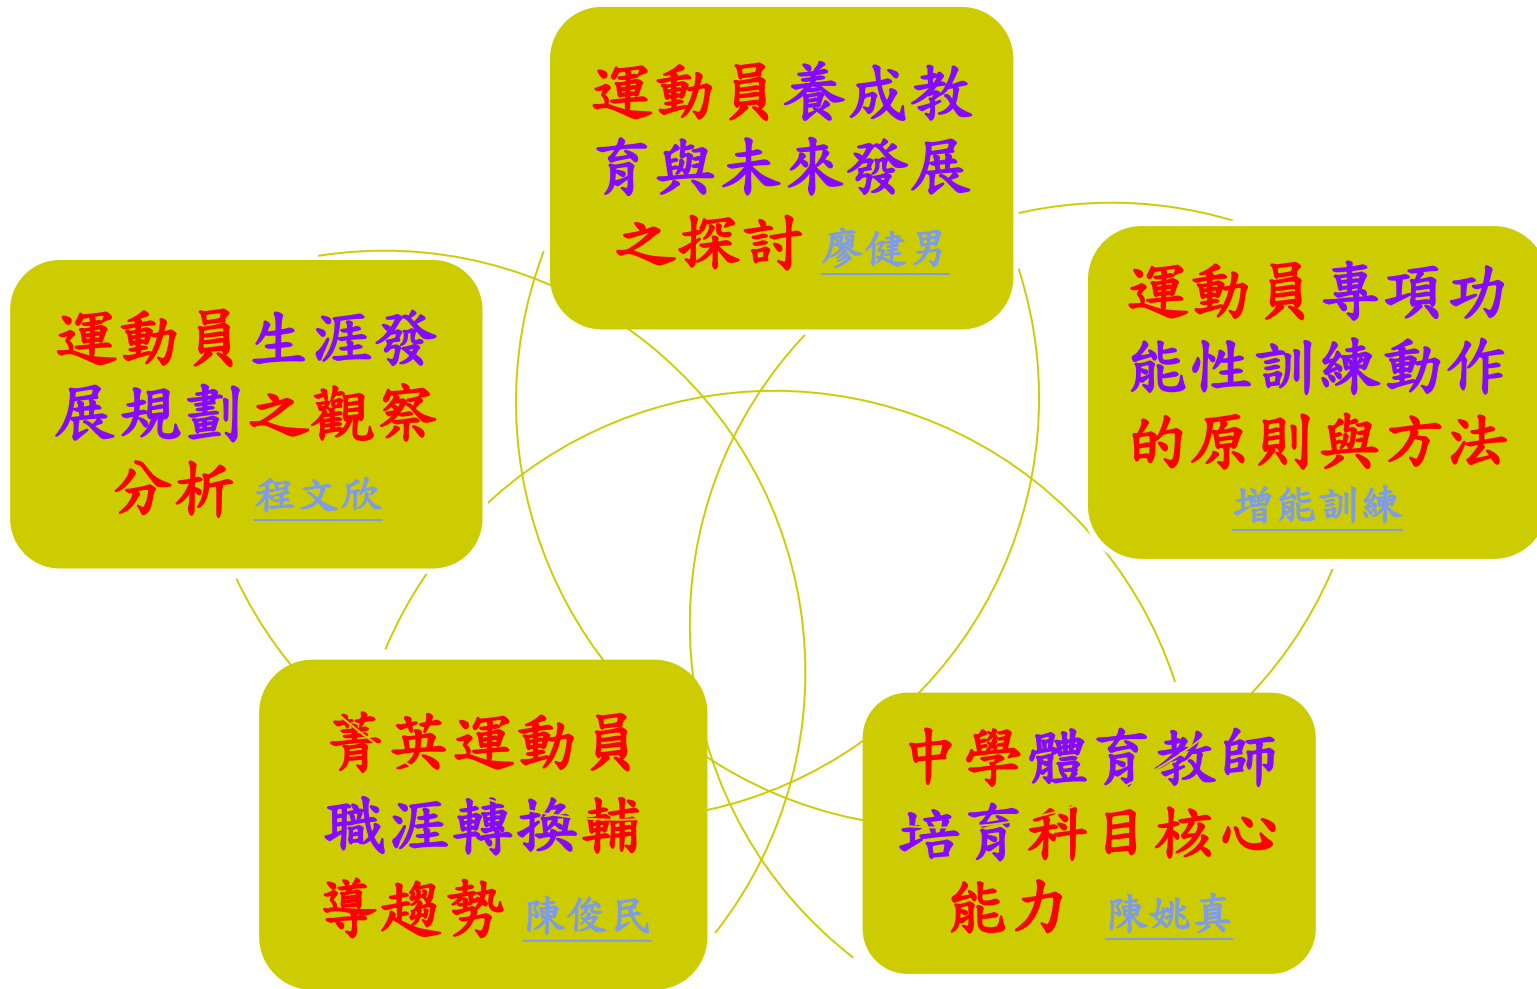 運動員養成教
育與未來發展
之探討 廖健男
運動員專項功
能性訓練動作
的原則與方法
增能訓練
中學體育教師
培育科目核心
能力 陳姚真
菁英運動員
職涯轉換輔
導趨勢 陳俊民
運動員生涯發
展規劃之觀察
分析 程文欣